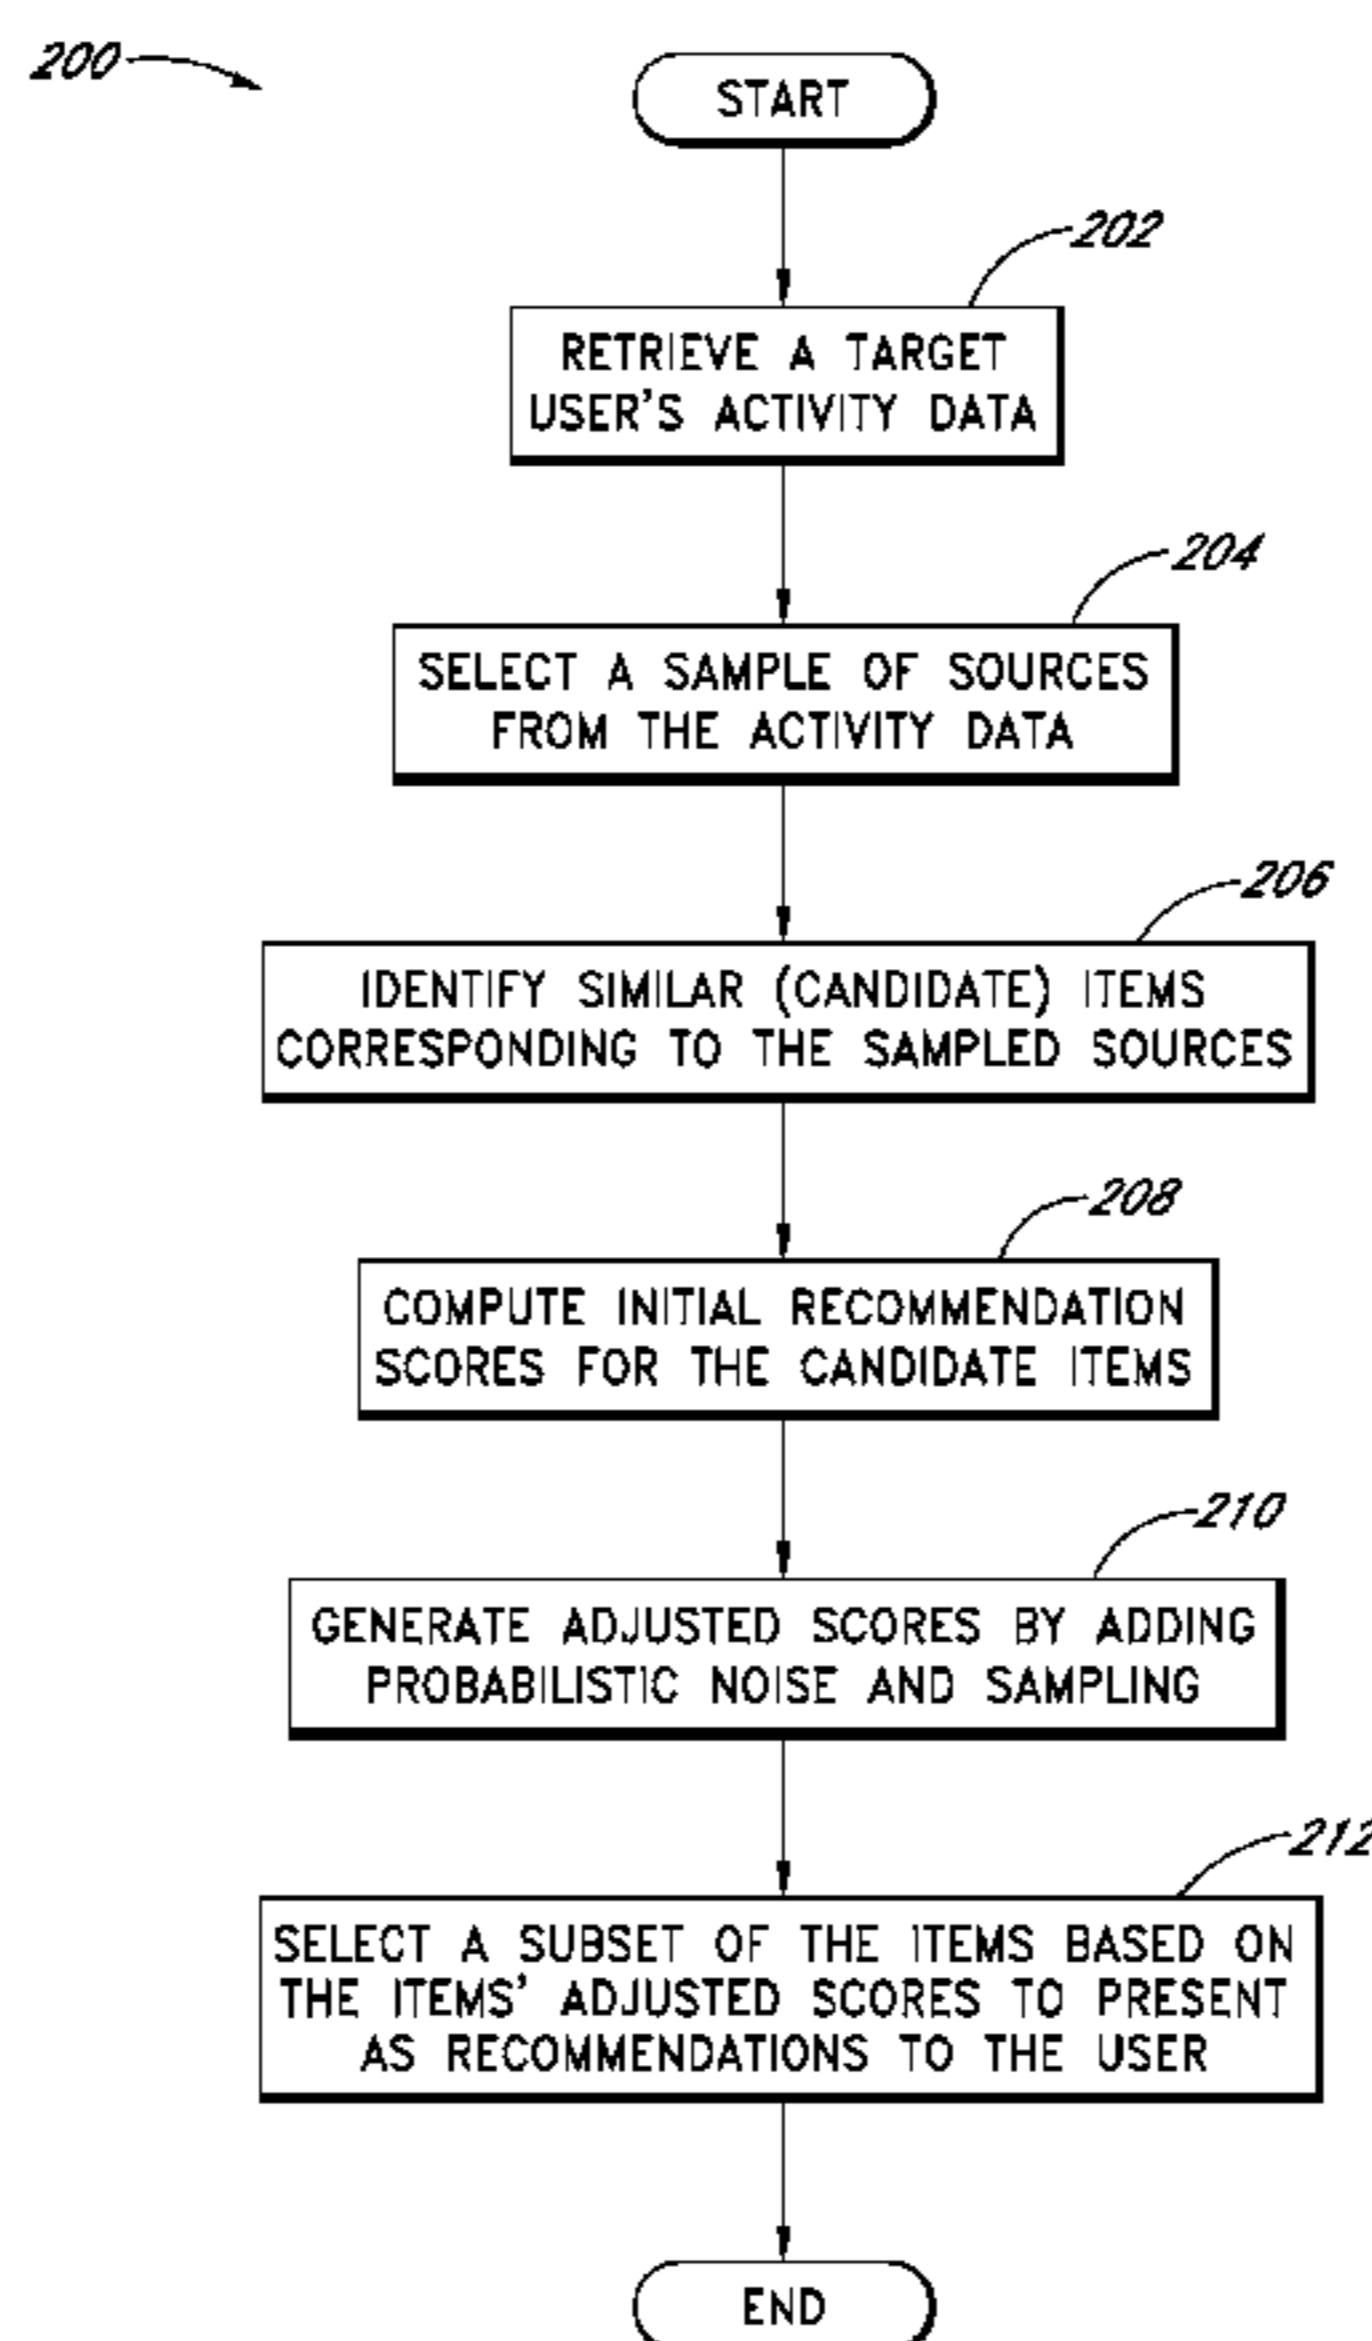 200
START
202
RETRIEVE A TARGET
USER'S ACTIVITY DATA
204
SELECT A SAMPLE OF SOURCES
FROM THE ACTIVITY DATA
206
IDENTIFY SIMILAR (CANDIDATE) ITEMS
CORRESPONDING TO THE SAMPLED SOURCES
208
COMPUTE INITIAL RECOMMENDATION
SCORES FOR THE CANDIDATE ITEMS
210
GENERATE ADJUSTED SCORES BY ADDING
PROBABILISTIC NOISE AND SAMPLING
212
SELECT A SUBSET OF THE ITEMS BASED ON
THE ITEMS' ADJUSTED SCORES TO PRESENT
AS RECOMMENDATIONS TO THE USER
END